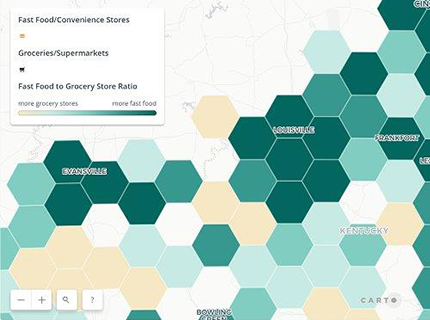 Fast Food/Convenience Stores
Groceries/Supermarkets
Fast Food to Grocery Store Ratio
more grocery stores more fast food
CIN
LOUISVILLE
FRANKFORT
LE
EVANSVILLE
KENTUCKY
− + ?
CARTO
BOWLING
GREEN